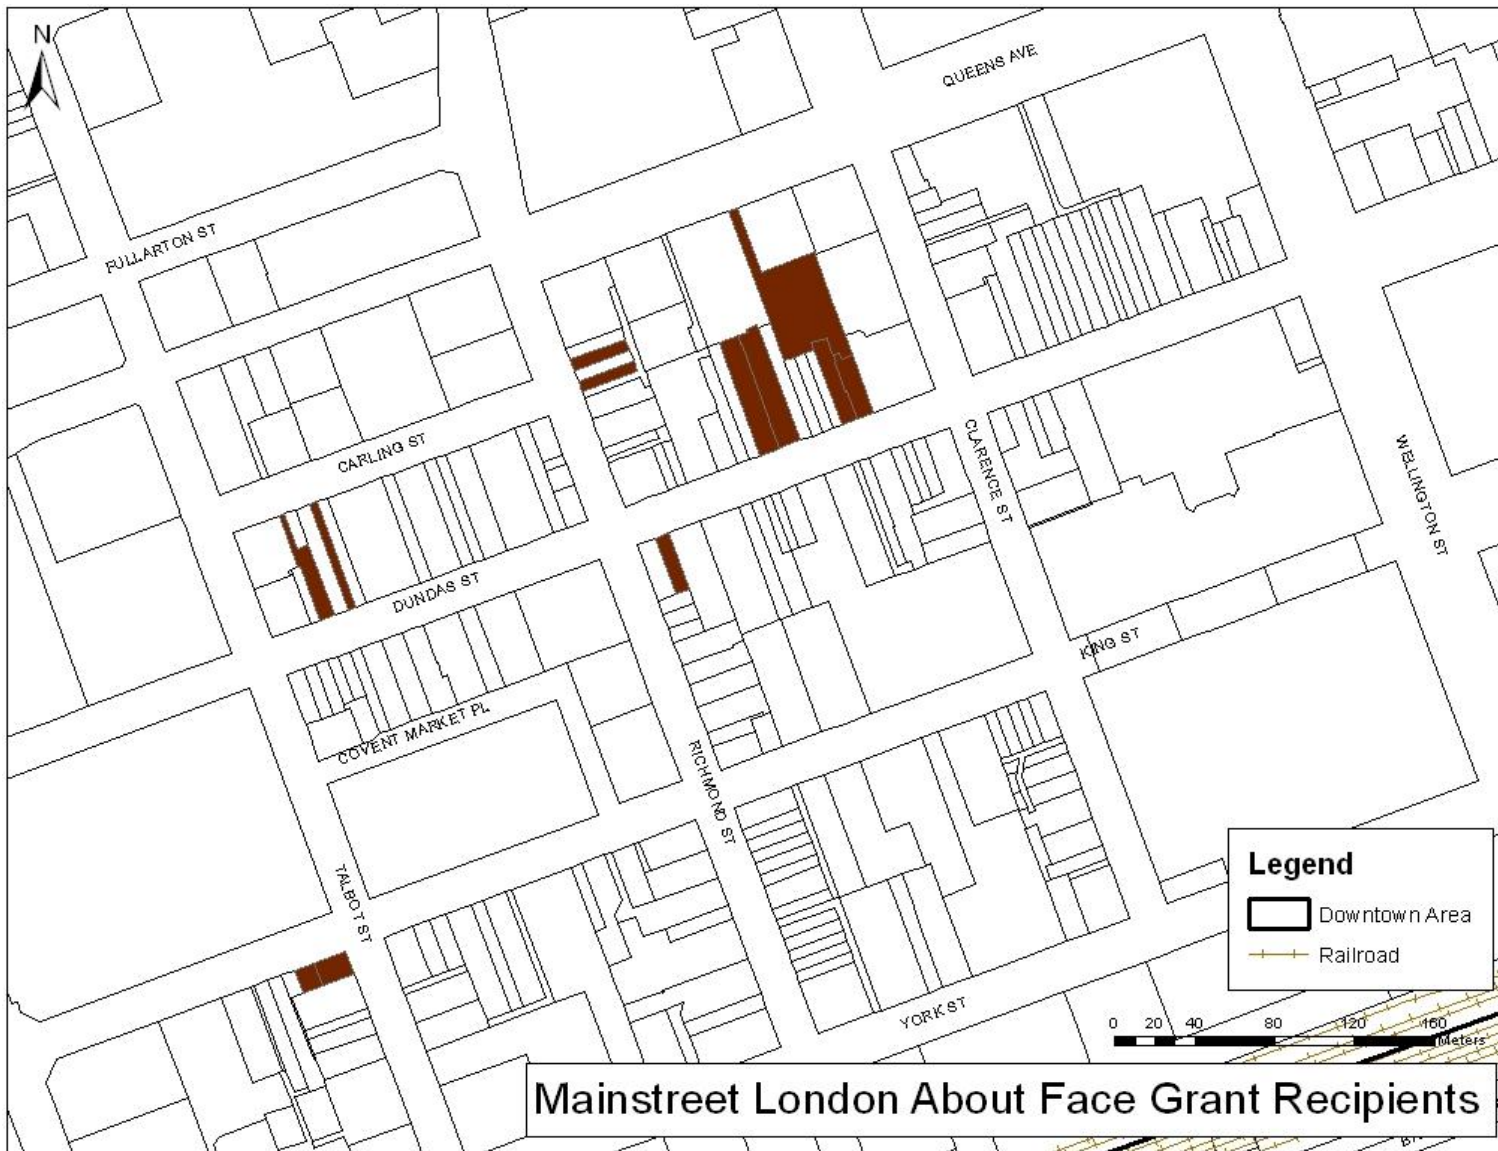 N
QUEENS AVE
FULLARTON ST
CARLING ST
CLARENCE ST
WELLINGTON ST
DUNDAS ST
KING ST
COVENT MARKET PL
RICHMOND ST
TALBOT ST
YORK ST
Legend
Downtown Area
Railroad
0 20 40 80 120 160
Meters
Mainstreet London About Face Grant Recipients